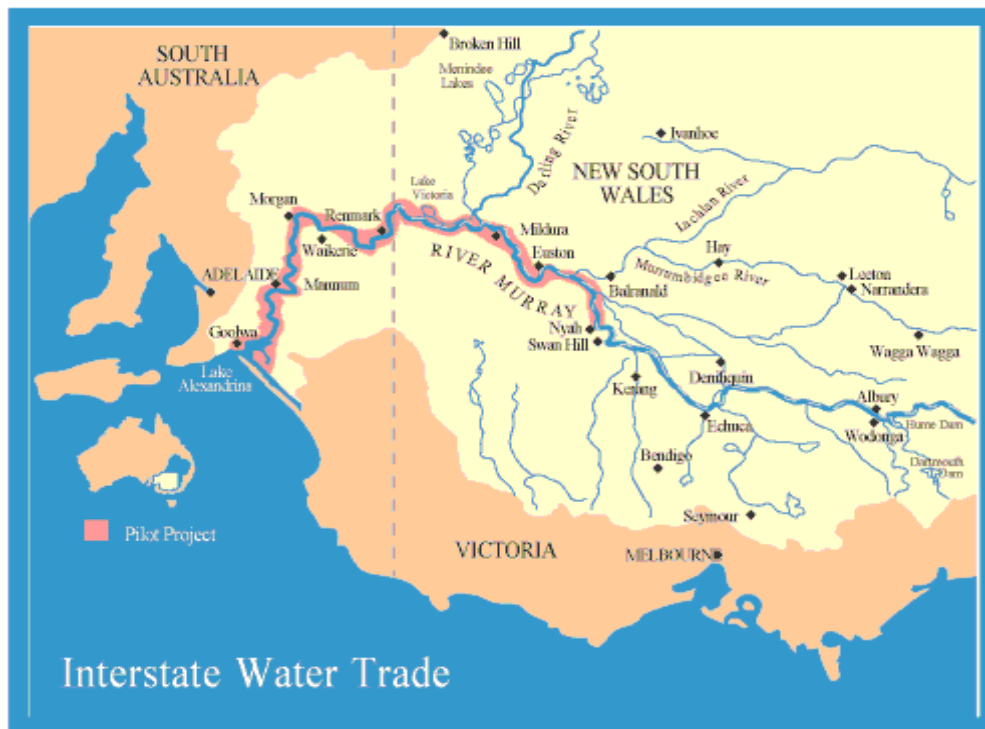 Broken Hill
SOUTH
AUSTRALIA
Menindee
Lakes
Darling River
Ivanhoe
NEW SOUTH
WALES
Lachlan River
Lake
Victoria
Morgan
Renmark
Mildura
Waikerie
Euston
Hay
RIVER MURRAY
Murrumbidgee River
Leeton
ADELAIDE
Mannum
Balranald
Narrandera
Goolwa
Nyah
Swan Hill
Wagga Wagga
Lake
Alexandrina
Deniliquin
Kerang
Albury
Echuca
Hume Dam
Wodonga
Bendigo
Dartmouth
Dam
Seymour
Pilot Project
VICTORIA
MELBOURN
Interstate Water Trade